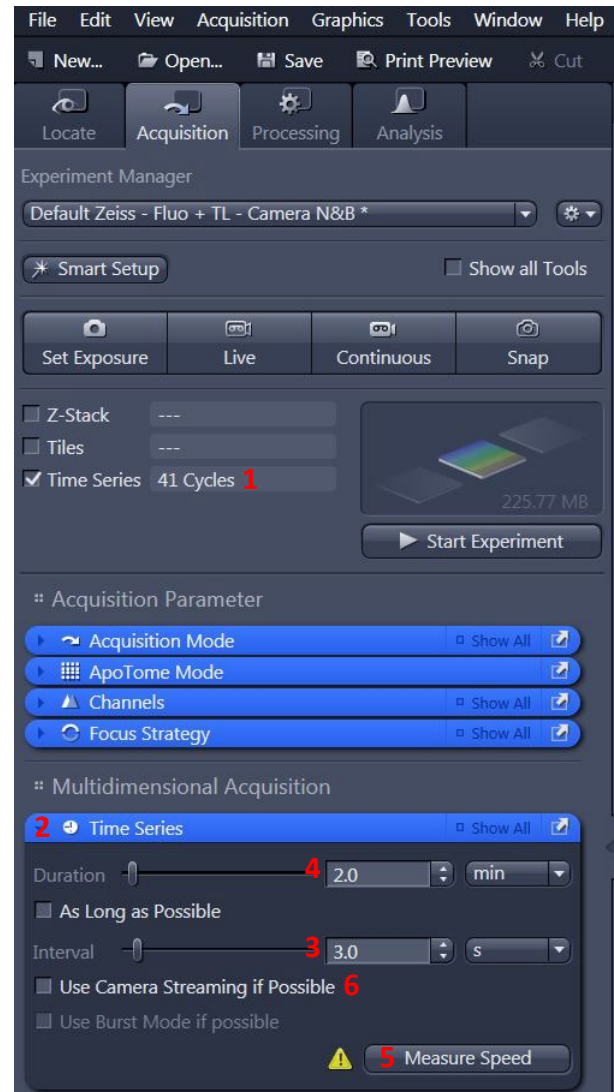 File Edit View Acquisition Graphics Tools Window Help
New... Open... Save Print Preview Cut
Locate Acquisition Processing Analysis
Experiment Manager
Default Zeiss - Fluo + TL - Camera N&B *
Smart Setup Show all Tools
Set Exposure Live Continuous Snap
Z-Stack ---
Tiles ---
Time Series 41 Cycles 1
225.77 MB
Start Experiment
Acquisition Parameter
Acquisition Mode Show All
ApoTome Mode
Channels Show All
Focus Strategy Show All
Multidimensional Acquisition
2 Time Series Show All
Duration 4 2.0 min
As Long as Possible
Interval 3 3.0 s
Use Camera Streaming if Possible 6
Use Burst Mode if possible
5 Measure Speed